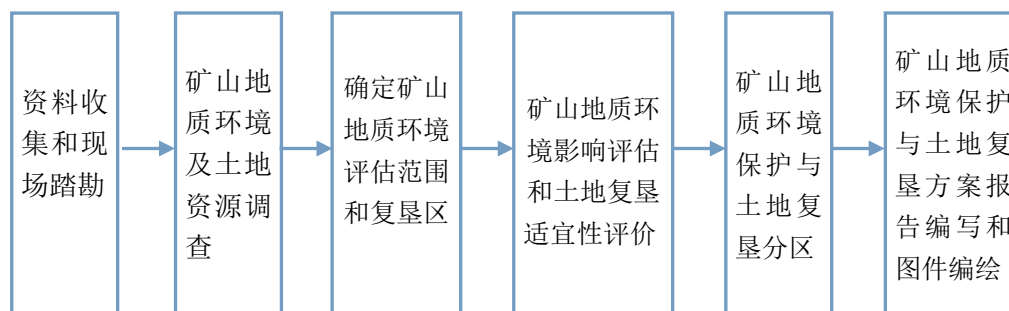 资料收
集和现
场踏勘
矿山地
质环境
及土地
资源调
查
确定矿山
地质环境
评估范围
和复垦区
矿山地质环
境影响评估
和土地复垦
适宜性评价
矿山地
质环境
保护与
土地复
垦分区
矿山地质
环境保护
与土地复
垦方案报
告编写和
图件编绘